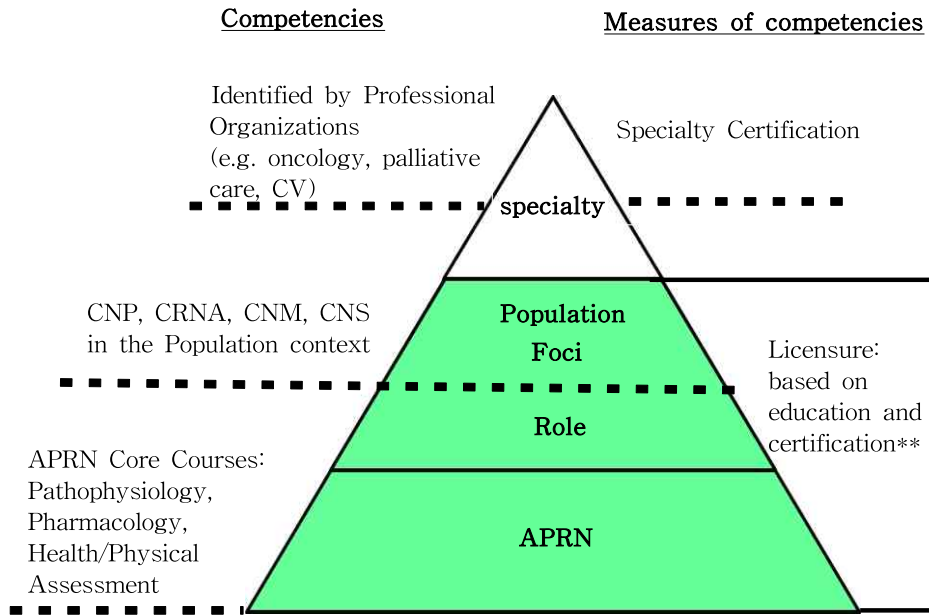 Competencies
Measures of competencies
Identified by Professional
Organizations
(e.g. oncology, palliative
care, CV)
Specialty Certification
specialty
CNP, CRNA, CNM, CNS
in the Population context
Population
Foci
Licensure:
based on
education and
certification**
Role
APRN Core Courses:
Pathophysiology,
Pharmacology,
Health/Physical
Assessment
APRN